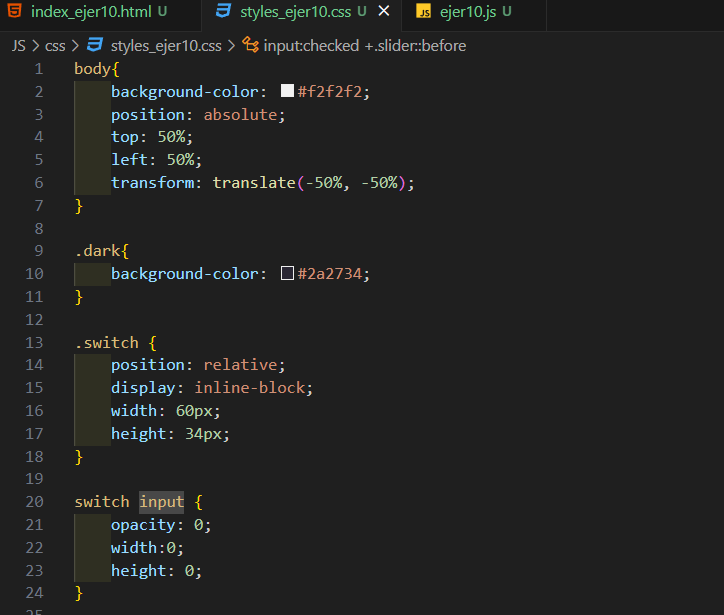 index_ejer10.html U
styles_ejer10.css U
JS ejer10.js U
JS > css > styles_ejer10.css > input:checked +.slider::before
1 body{
2 background-color: #f2f2f2;
3 position: absolute;
4 top: 50%;
5 left: 50%;
6 transform: translate(-50%, -50%);
7 }
8
9 .dark{
10 background-color: #2a2734;
11 }
12
13 .switch {
14 position: relative;
15 display: inline-block;
16 width: 60px;
17 height: 34px;
18 }
19
20 switch input {
21 opacity: 0;
22 width:0;
23 height: 0;
24 }
25